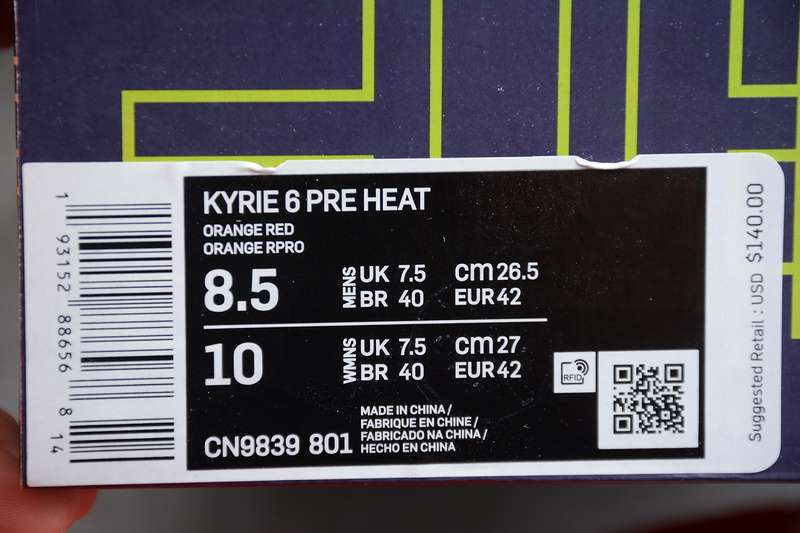 KYRIE 6 PRE HEAT
ORANGE RED
ORANGE RPRO
8.5 MENS UK 7.5 cm 26.5
BR 40 EUR 42
10 WMNS UK 7.5 cm 27
BR 40 EUR 42
RFID
MADE IN CHINA /
FABRIQUE EN CHINE /
FABRICADO NA CHINA /
HECHO EN CHINA
CN9839 801
1 93152 88656 8 14
Suggested Retail : USD $140.00